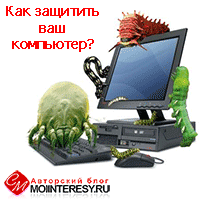 Как защитить
ваш
компьютер?
Авторский блог
MOIINTERESY.RU